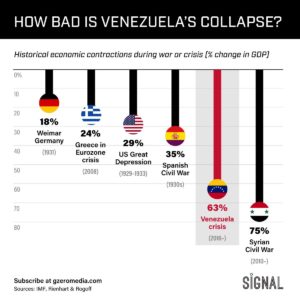 HOW BAD IS VENEZUELA'S COLLAPSE?
Historical economic contractions during war or crisis (% change in GDP)
0%
10
20
30
40
50
60
70
80
18%
Weimar
Germany
(1931)
24%
Greece in
Eurozone
crisis
(2008)
29%
US Great
Depression
(1929-1933)
35%
Spanish
Civil War
(1930s)
63%
Venezuela
crisis
(2016-)
75%
Syrian
Civil War
(2010-)
Subscribe at gzeromedia.com
Sources: IMF, Rienhart & Rogoff
SIGNAL